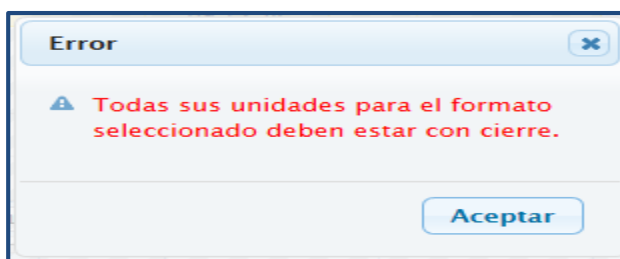 Error
Todas sus unidades para el formato
seleccionado deben estar con cierre.
Aceptar